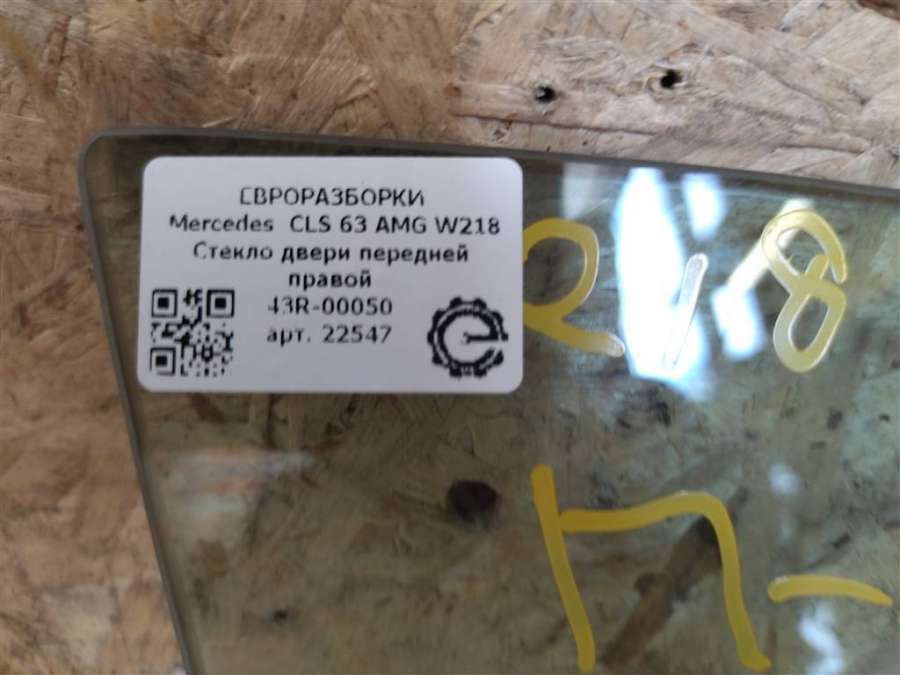 ЕВРОРАЗБОРКИ
Mercedes CLS 63 AMG W218
Стекло двери передней
правой
43R-00050
арт. 22547
218
П-